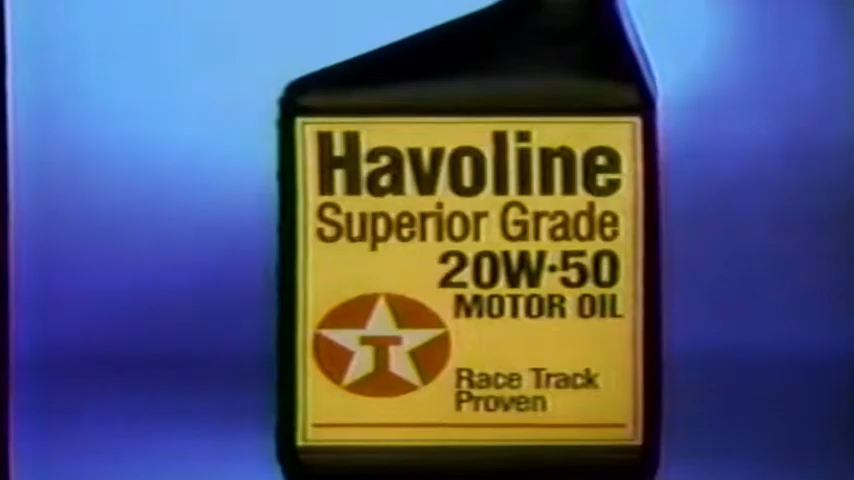 Havoline
Superior Grade
20W·50
MOTOR OIL
T
Race Track
Proven